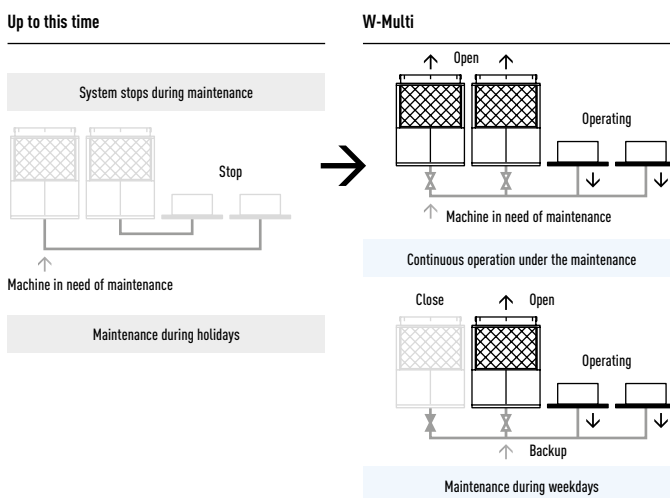 Up to this time
System stops during maintenance
Stop
Machine in need of maintenance
Maintenance during holidays
W-Multi
Open
Operating
Machine in need of maintenance
Continuous operation under the maintenance
Close
Open
Operating
Backup
Maintenance during weekdays